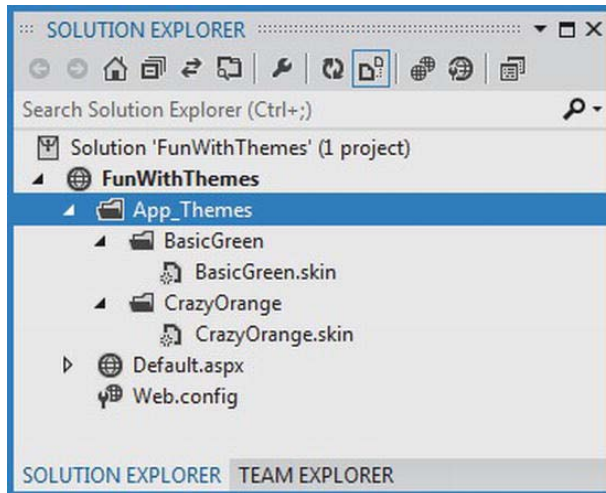 SOLUTION EXPLORER
Search Solution Explorer (Ctrl+;)
Solution 'FunWithThemes' (1 project)
FunWithThemes
App_Themes
BasicGreen
BasicGreen.skin
CrazyOrange
CrazyOrange.skin
Default.aspx
Web.config
SOLUTION EXPLORER TEAM EXPLORER